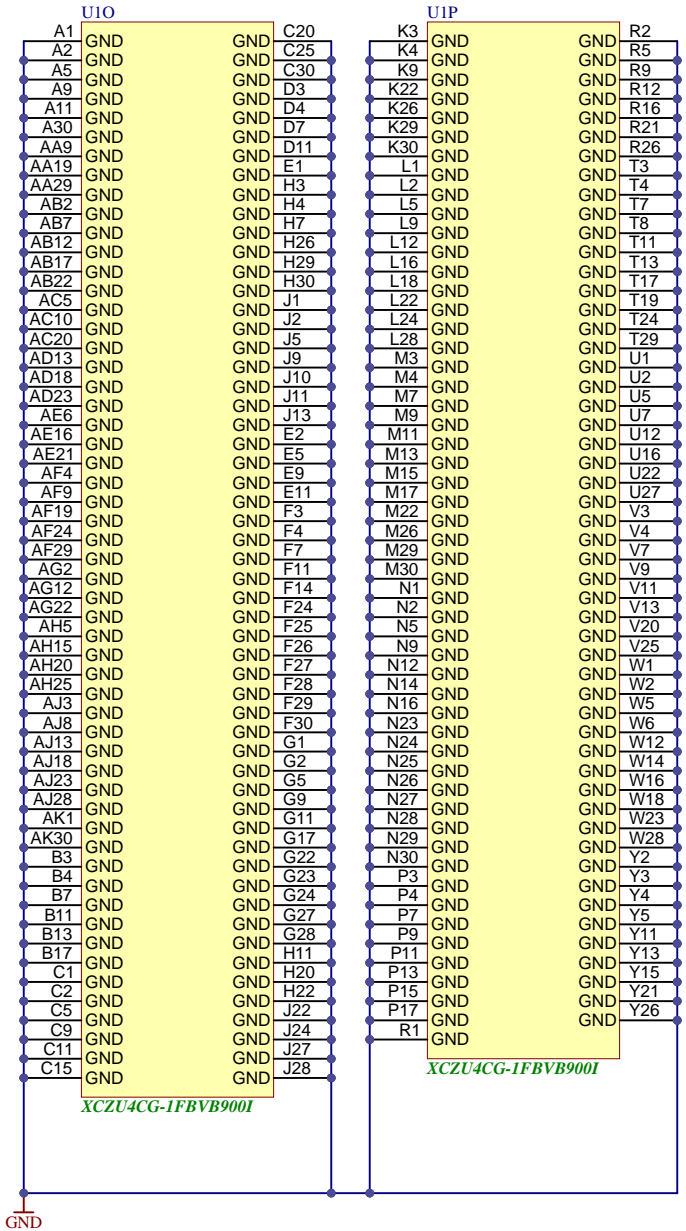 U1O
A1 GND GND C20
A2 GND GND C25
A5 GND GND C30
A9 GND GND D3
A11 GND GND D4
A30 GND GND D7
AA9 GND GND D11
AA19 GND GND E1
AA29 GND GND H3
AB2 GND GND H4
AB7 GND GND H7
AB12 GND GND H26
AB17 GND GND H29
AB22 GND GND H30
AC5 GND GND J1
AC10 GND GND J2
AC20 GND GND J5
AD13 GND GND J9
AD18 GND GND J10
AD23 GND GND J11
AE6 GND GND J13
AE16 GND GND E2
AE21 GND GND E5
AF4 GND GND E9
AF9 GND GND E11
AF19 GND GND F3
AF24 GND GND F4
AF29 GND GND F7
AG2 GND GND F11
AG12 GND GND F14
AG22 GND GND F24
AH5 GND GND F25
AH15 GND GND F26
AH20 GND GND F27
AH25 GND GND F28
AJ3 GND GND F29
AJ8 GND GND F30
AJ13 GND GND G1
AJ18 GND GND G2
AJ23 GND GND G5
AJ28 GND GND G9
AK1 GND GND G11
AK30 GND GND G17
B3 GND GND G22
B4 GND GND G23
B7 GND GND G24
B11 GND GND G27
B13 GND GND G28
B17 GND GND H11
C1 GND GND H20
C2 GND GND H22
C5 GND GND J22
C9 GND GND J24
C11 GND GND J27
C15 GND GND J28
XCZU4CG-1FBVB900I
U1P
K3 GND GND R2
K4 GND GND R5
K9 GND GND R9
K22 GND GND R12
K26 GND GND R16
K29 GND GND R21
K30 GND GND R26
L1 GND GND T3
L2 GND GND T4
L5 GND GND T7
L9 GND GND T8
L12 GND GND T11
L16 GND GND T13
L18 GND GND T17
L22 GND GND T19
L24 GND GND T24
L28 GND GND T29
M3 GND GND U1
M4 GND GND U2
M7 GND GND U5
M9 GND GND U7
M11 GND GND U12
M13 GND GND U16
M15 GND GND U22
M17 GND GND U27
M22 GND GND V3
M26 GND GND V4
M29 GND GND V7
M30 GND GND V9
N1 GND GND V11
N2 GND GND V13
N5 GND GND V20
N9 GND GND V25
N12 GND GND W1
N14 GND GND W2
N16 GND GND W5
N23 GND GND W6
N24 GND GND W12
N25 GND GND W14
N26 GND GND W16
N27 GND GND W18
N28 GND GND W23
N29 GND GND W28
N30 GND GND Y2
P3 GND GND Y3
P4 GND GND Y4
P7 GND GND Y5
P9 GND GND Y11
P11 GND GND Y13
P13 GND GND Y15
P15 GND GND Y21
P17 GND GND Y26
R1 GND
XCZU4CG-1FBVB900I
GND